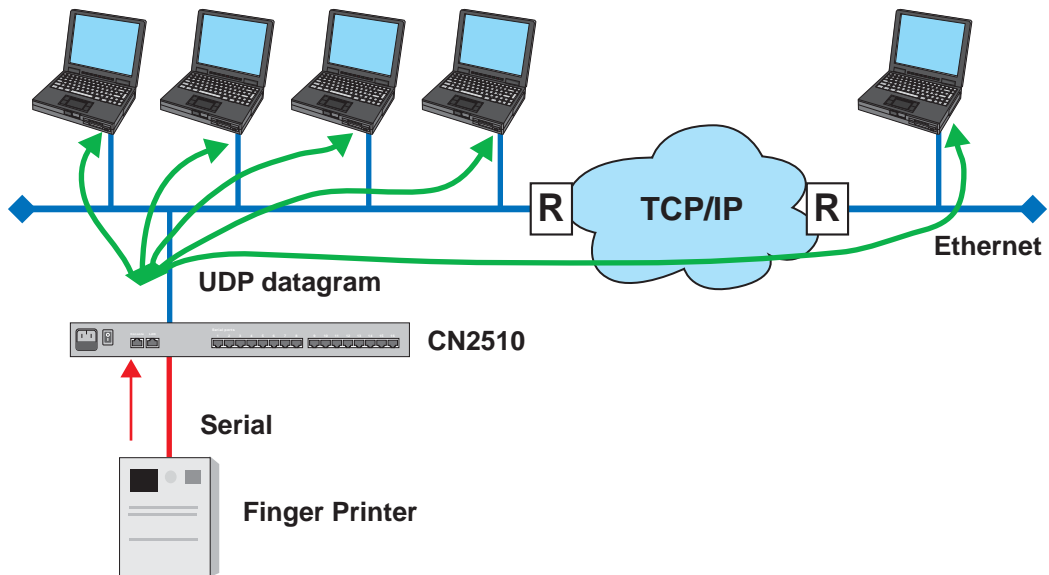 R
TCP/IP
R
Ethernet
UDP datagram
CN2510
Serial
Finger Printer